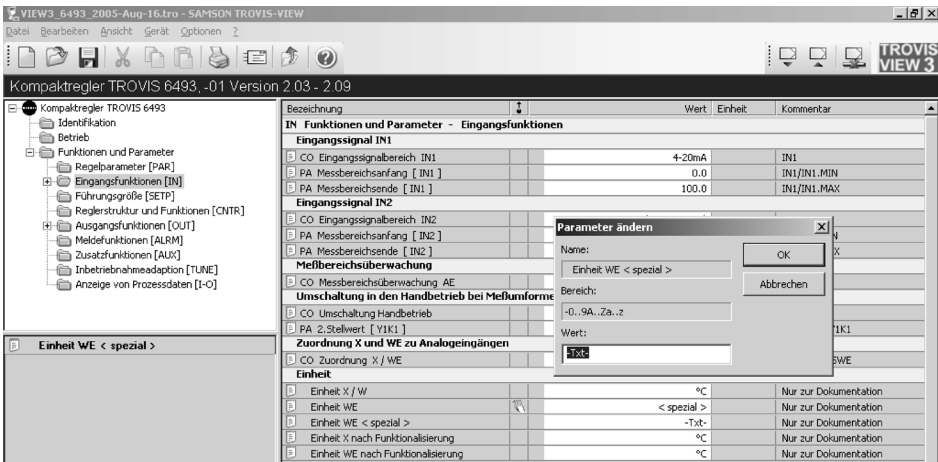 VIEW3_6493_2005-Aug-16.tro - SAMSON TROVIS-VIEW
Datei Bearbeiten Ansicht Gerät Optionen ?
TROVIS
VIEW 3
Kompaktregler TROVIS 6493, -01 Version 2.03 - 2.09
Kompaktregler TROVIS 6493
Identifikation
Betrieb
Funktionen und Parameter
Regelparameter [PAR]
Eingangsfunktionen [IN]
Führungsgröße [SETP]
Reglerstruktur und Funktionen [CNTR]
Ausgangsfunktionen [OUT]
Meldefunktionen [ALRM]
Zusatzfunktionen [AUX]
Inbetriebnahmeadaption [TUNE]
Anzeige von Prozessdaten [I-O]
Einheit WE < spezial >
Bezeichnung Wert Einheit Kommentar
IN Funktionen und Parameter - Eingangsfunktionen
Eingangssignal IN1
CO Eingangssignalbereich IN1 4-20mA IN1
PA Messbereichsanfang [ IN1 ] 0.0 IN1/IN1.MIN
PA Messbereichsende [ IN1 ] 100.0 IN1/IN1.MAX
Eingangssignal IN2
CO Eingangssignalbereich IN2
PA Messbereichsanfang [ IN2 ]
PA Messbereichsende [ IN2 ]
Meßbereichsüberwachung
CO Messbereichsüberwachung AE
Umschaltung in den Handbetrieb bei Meßumforme
CO Umschaltung Handbetrieb
PA 2.Stellwert [ Y1K1 ] 1K1
Zuordnung X und WE zu Analogeingängen
CO Zuordnung X / WE SWE
Einheit
Einheit X / W °C Nur zur Dokumentation
Einheit WE < spezial > Nur zur Dokumentation
Einheit WE < spezial > -Txt- Nur zur Dokumentation
Einheit X nach Funktionalisierung °C Nur zur Dokumentation
Einheit WE nach Funktionalisierung °C Nur zur Dokumentation
Parameter ändern
Name:
Einheit WE < spezial >
Bereich:
-0..9A..Za..z
Wert:
-Txt-
OK
Abbrechen